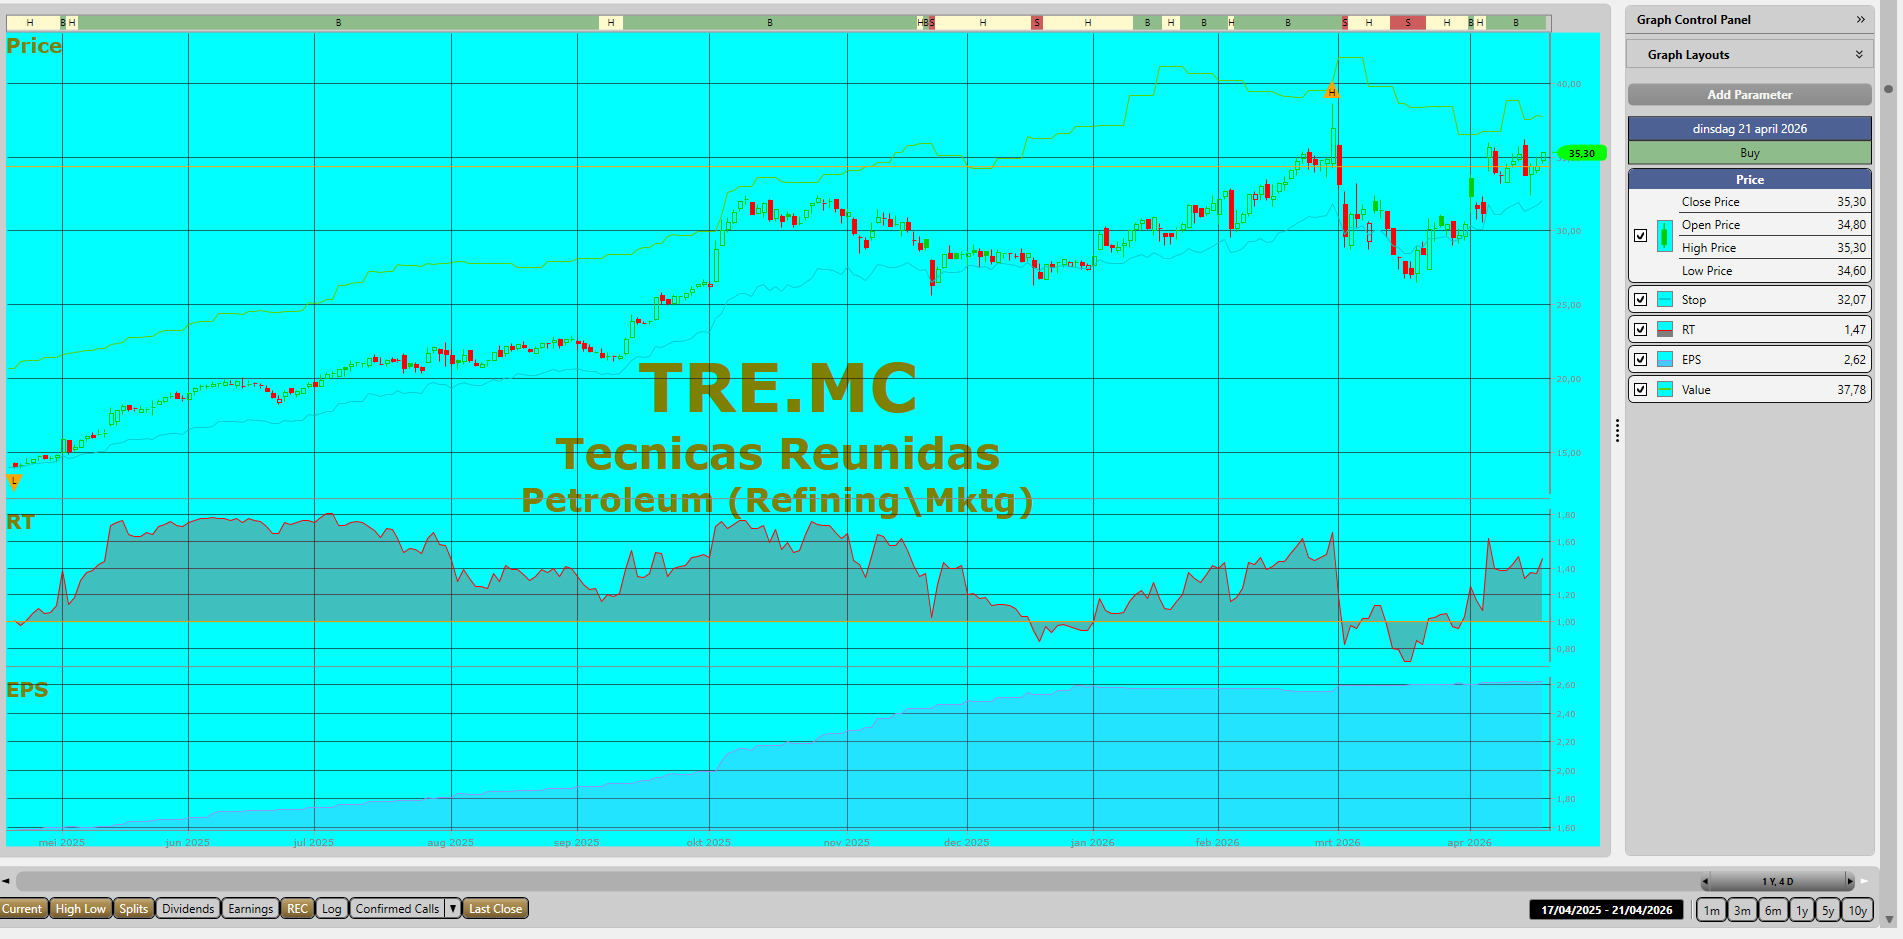 H B H B H B H B S H S H B H B H B S H S H B H B
Price
40,00
H
35,30
30,00
25,00
20,00
15,00
L
TRE.MC
Tecnicas Reunidas
Petroleum (Refining\Mktg)
RT
1,80
1,60
1,40
1,20
1,00
0,80
EPS
2,60
2,40
2,20
2,00
1,80
1,60
mei 2025 jun 2025 jul 2025 aug 2025 sep 2025 okt 2025 nov 2025 dec 2025 jan 2026 feb 2026 mrt 2026 apr 2026
1 Y, 4 D
Current High Low Splits Dividends Earnings REC Log Confirmed Calls Last Close
17/04/2025 - 21/04/2026 1m 3m 6m 1y 5y 10y
Graph Control Panel
Graph Layouts
Add Parameter
dinsdag 21 april 2026
Buy
Price
Close Price 35,30
Open Price 34,80
High Price 35,30
Low Price 34,60
Stop 32,07
RT 1,47
EPS 2,62
Value 37,78